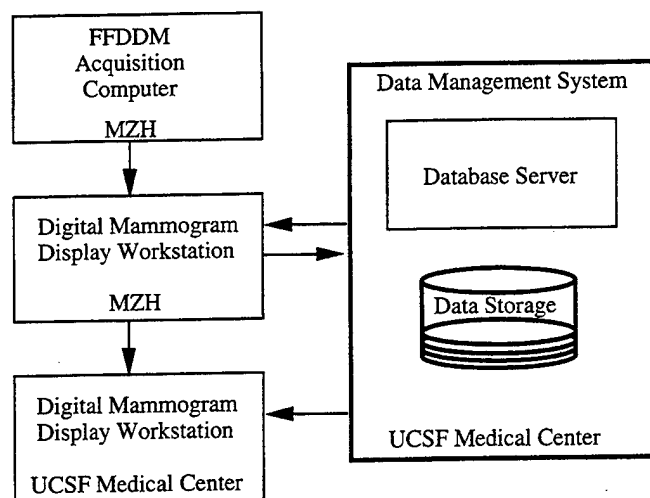 FFDDM
Acquisition
Computer
MZH
Digital Mammogram
Display Workstation
MZH
Digital Mammogram
Display Workstation
UCSF Medical Center
Data Management System
Database Server
Data Storage
UCSF Medical Center